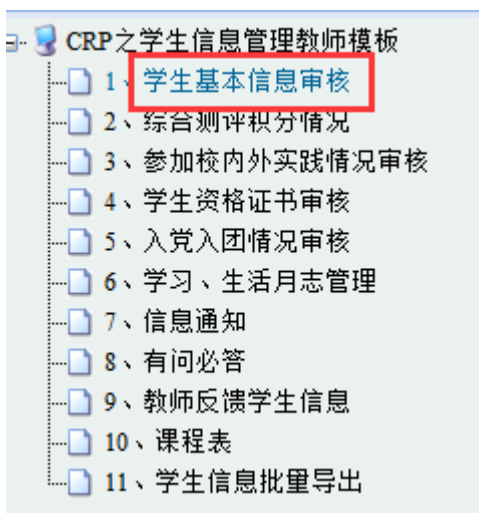 CRP之学生信息管理教师模板
1、学生基本信息审核
2、综合测评积分情况
3、参加校内外实践情况审核
4、学生资格证书审核
5、入党入团情况审核
6、学习、生活月志管理
7、信息通知
8、有问必答
9、教师反馈学生信息
10、课程表
11、学生信息批量导出